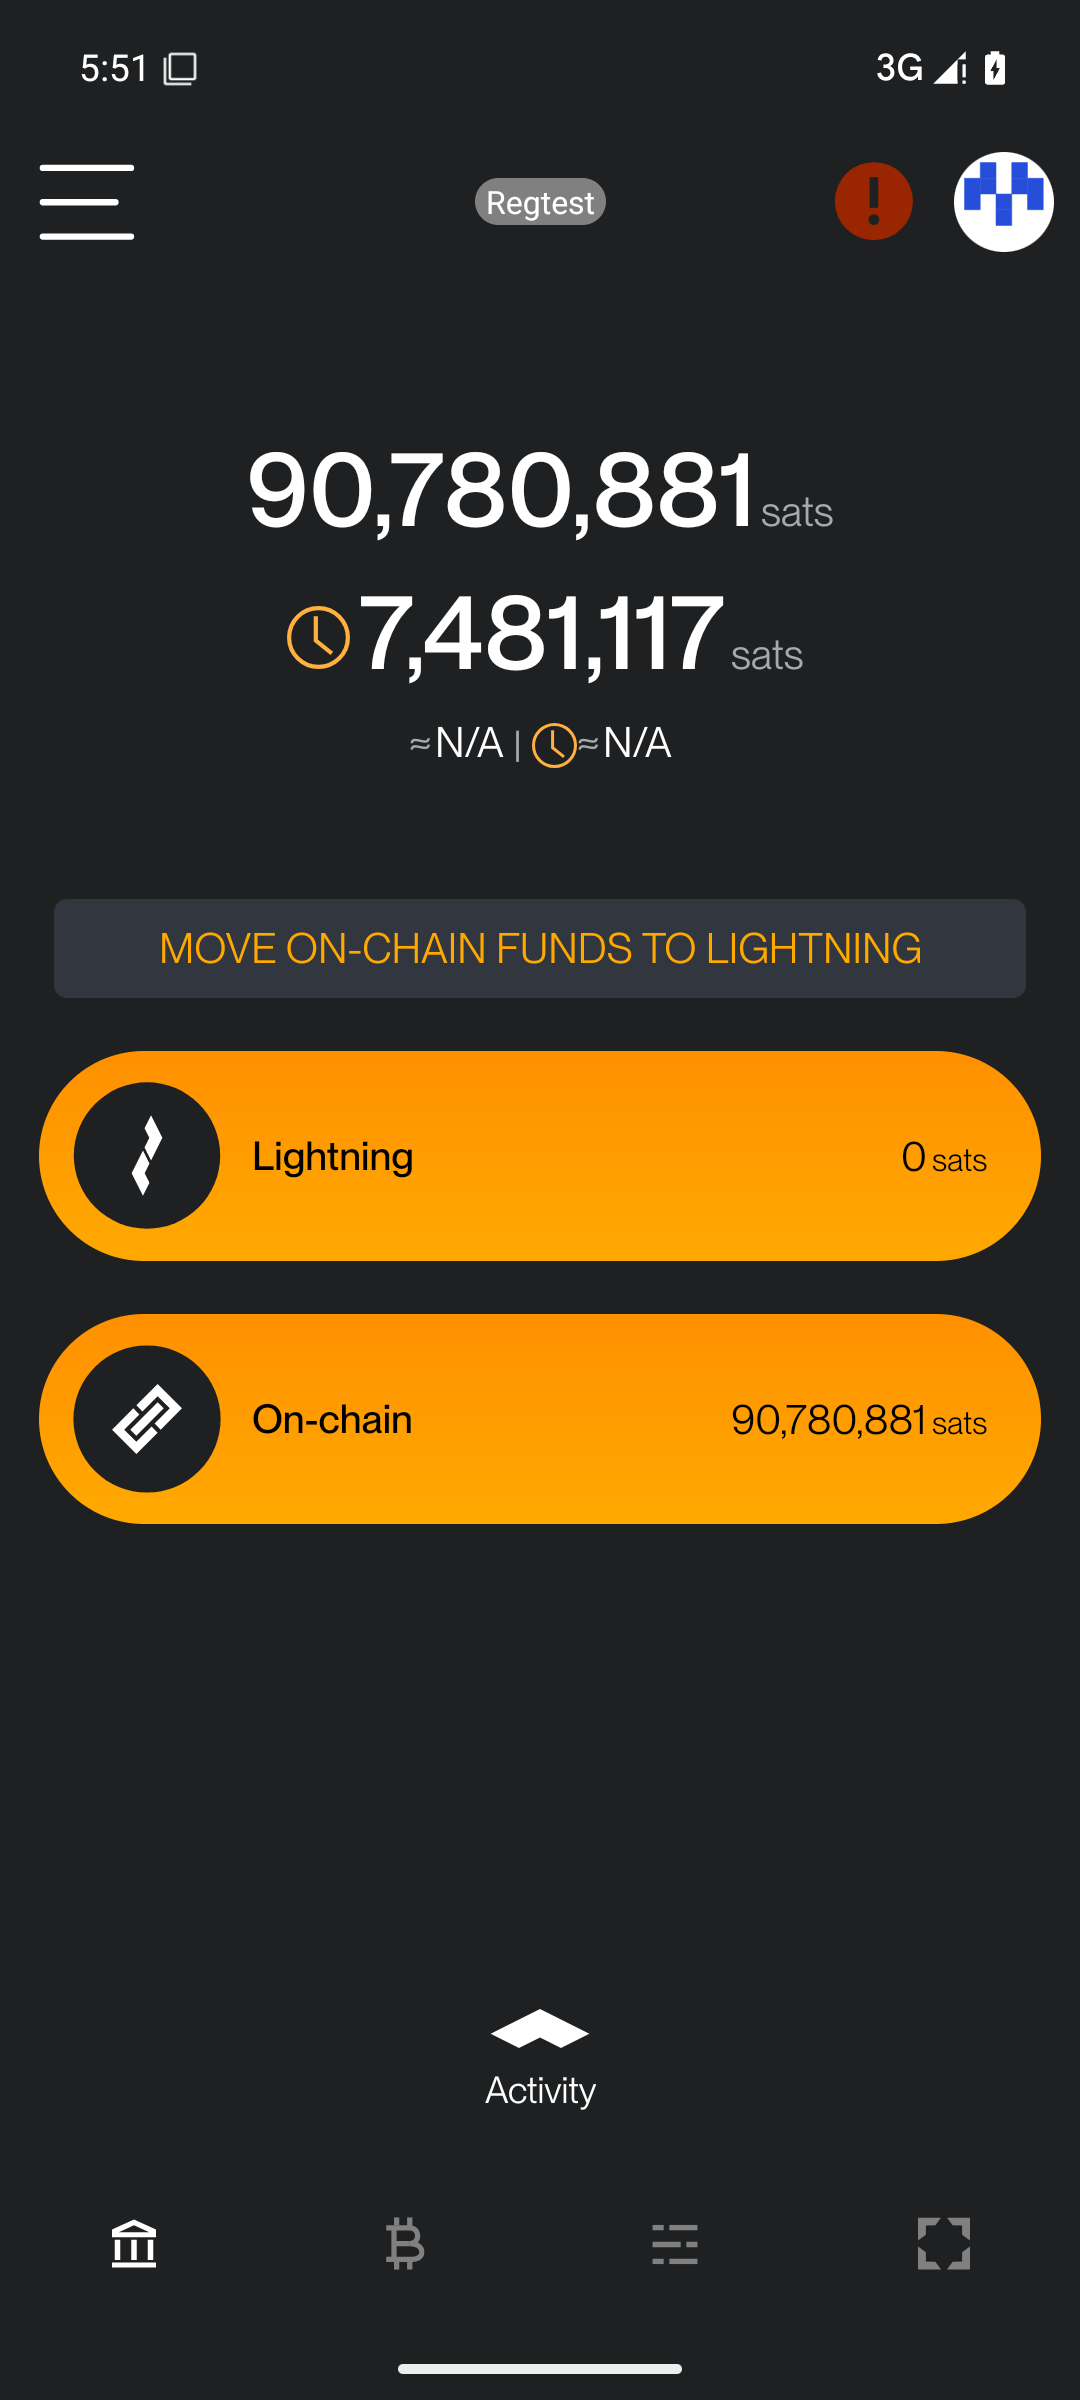 5:51
3G
Regtest
90,780,881 sats
7,481,117 sats
≈ N/A | ≈ N/A
MOVE ON-CHAIN FUNDS TO LIGHTNING
Lightning 0 sats
On-chain 90,780,881 sats
Activity